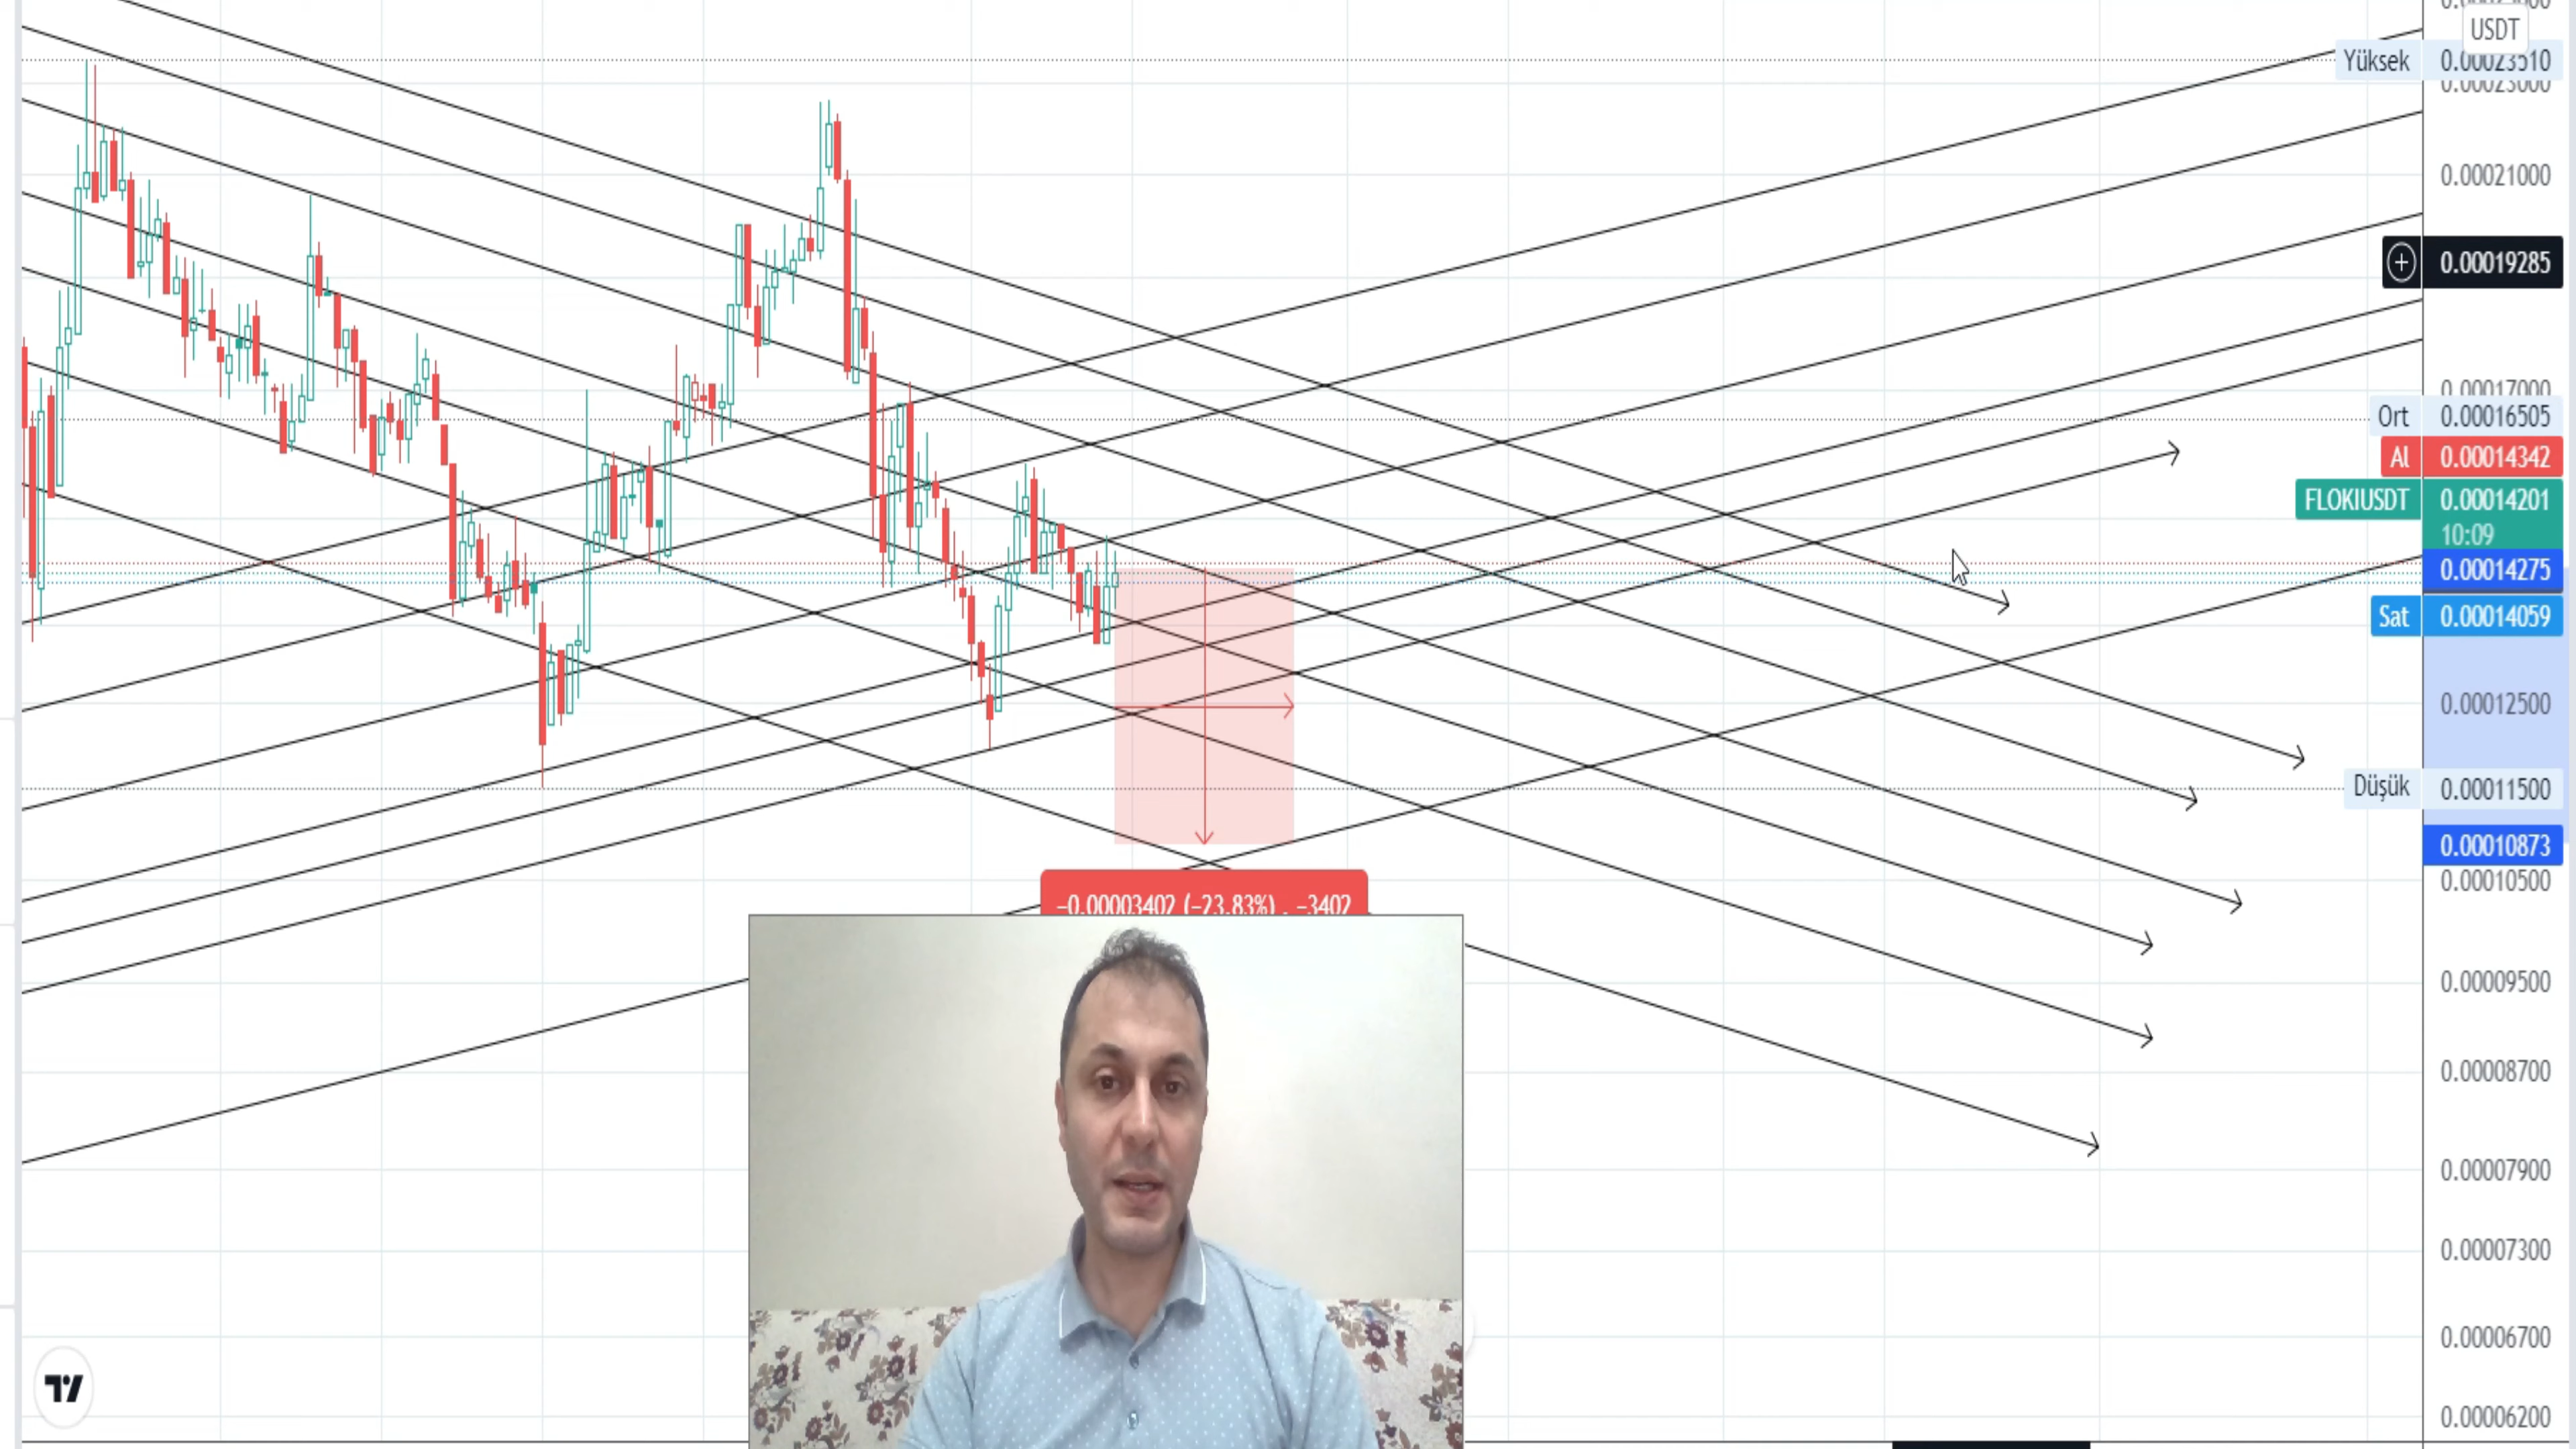 USDT
Yüksek 0.00023510
0.00023000
0.00021000
0.00019285
0.00017000
Ort 0.00016505
Al 0.00014342
FLOKIUSDT 0.00014201
10:09
0.00014275
Sat 0.00014059
0.00012500
Düşük 0.00011500
0.00010873
0.00010500
−0.00003402 (−23.83%) , −3402
0.00009500
0.00008700
0.00007900
0.00007300
0.00006700
0.00006200